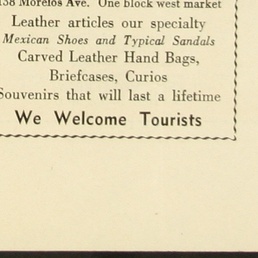 138 Morelos Ave. One block west market
Leather articles our specialty
Mexican Shoes and Typical Sandals
Carved Leather Hand Bags,
Briefcases, Curios
Souvenirs that will last a lifetime
We Welcome Tourists